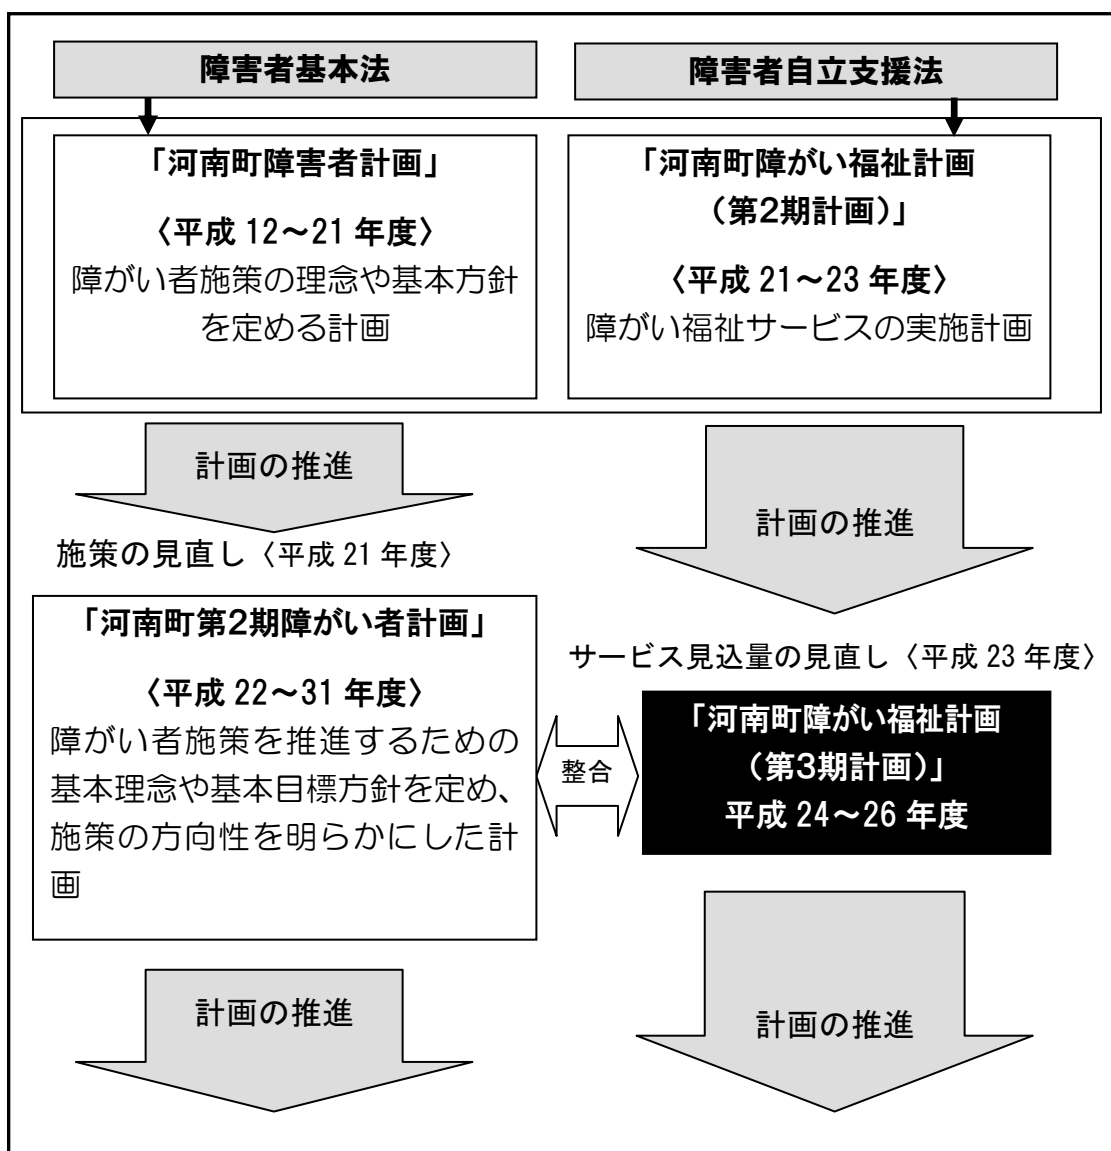 障害者基本法
障害者自立支援法
「河南町障害者計画」
〈平成 12～21 年度〉
障がい者施策の理念や基本方針
を定める計画
「河南町障がい福祉計画
（第２期計画）」
〈平成 21～23 年度〉
障がい福祉サービスの実施計画
計画の推進
計画の推進
施策の見直し〈平成 21 年度〉
「河南町第２期障がい者計画」
〈平成 22～31 年度〉
障がい者施策を推進するための
基本理念や基本目標方針を定め、
施策の方向性を明らかにした計
画
サービス見込量の見直し〈平成 23 年度〉
整合
「河南町障がい福祉計画
（第３期計画）」
平成 24～26 年度
計画の推進
計画の推進